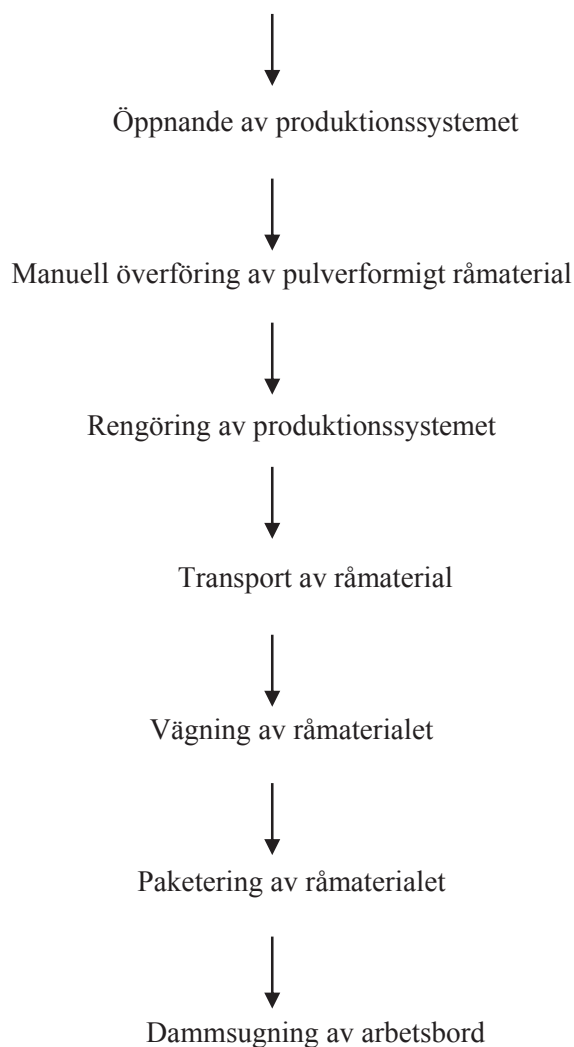 Öppnande av produktionssystemet
Manuell överföring av pulverformigt råmaterial
Rengöring av produktionssystemet
Transport av råmaterial
Vägning av råmaterialet
Paketering av råmaterialet
Dammsugning av arbetsbord